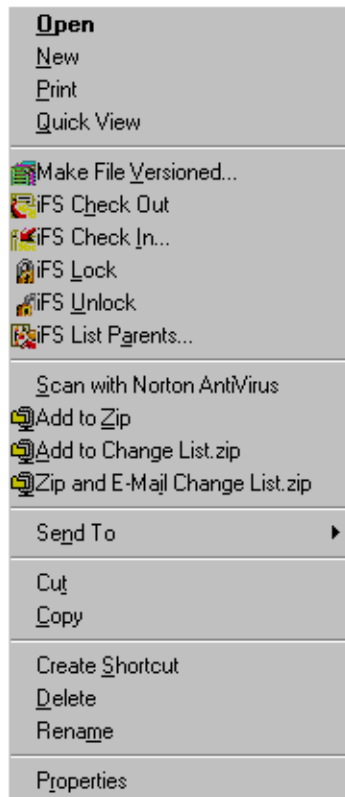 Open
New
Print
Quick View
Make File Versioned...
iFS Check Out
iFS Check In...
iFS Lock
iFS Unlock
iFS List Parents...
Scan with Norton AntiVirus
Add to Zip
Add to Change List.zip
Zip and E-Mail Change List.zip
Send To
Cut
Copy
Create Shortcut
Delete
Rename
Properties